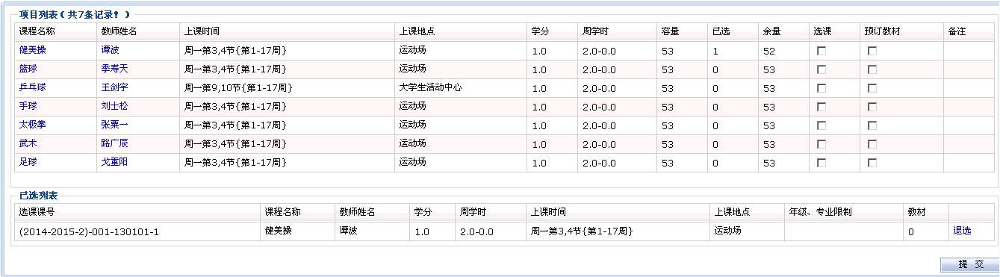 项目列表(共7条记录!)
课程名称 教师姓名 上课时间 上课地点 学分 周学时 容量 已选 余量 选课 预订教材 备注
健美操 谭波 周一第3,4节{第1-17周} 运动场 1.0 2.0-0.0 53 1 52
篮球 季寿天 周一第3,4节{第1-17周} 运动场 1.0 2.0-0.0 53 0 53
乒乓球 王剑宇 周一第9,10节{第1-17周} 大学生活动中心 1.0 2.0-0.0 53 0 53
手球 刘士松 周一第3,4节{第1-17周} 运动场 1.0 2.0-0.0 53 0 53
太极拳 张粟一 周一第3,4节{第1-17周} 运动场 1.0 2.0-0.0 53 0 53
武术 路广辰 周一第3,4节{第1-17周} 运动场 1.0 2.0-0.0 53 0 53
足球 戈重阳 周一第3,4节{第1-17周} 运动场 1.0 2.0-0.0 53 0 53
已选列表
选课课号 课程名称 教师姓名 学分 周学时 上课时间 上课地点 年级、专业限制 教材
(2014-2015-2)-001-130101-1 健美操 谭波 1.0 2.0-0.0 周一第3,4节{第1-17周} 运动场 0 退选
提 交